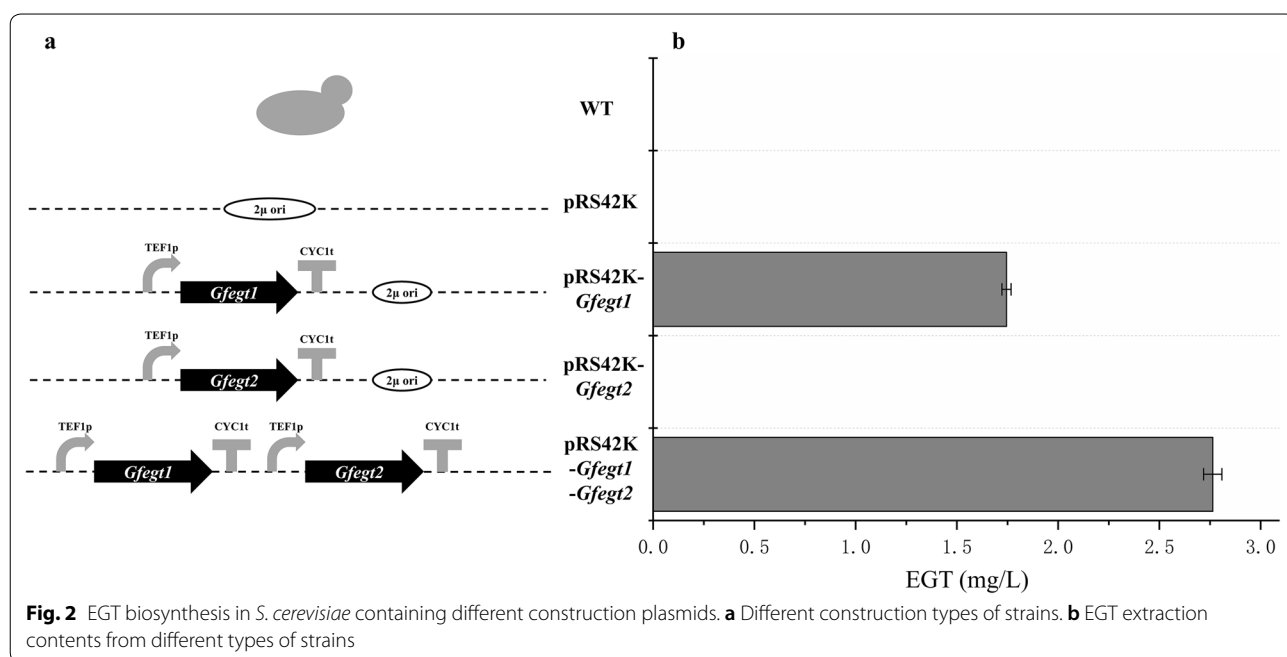 a
b
WT
2μ ori
pRS42K
TEF1p
CYC1t
Gfegt1
2μ ori
pRS42K-
Gfegt1
TEF1p
CYC1t
Gfegt2
2μ ori
pRS42K-
Gfegt2
TEF1p
CYC1t
TEF1p
CYC1t
Gfegt1
Gfegt2
pRS42K
-Gfegt1
-Gfegt2
0.0 0.5 1.0 1.5 2.0 2.5 3.0
EGT (mg/L)
Fig. 2 EGT biosynthesis in S. cerevisiae containing different construction plasmids. a Different construction types of strains. b EGT extraction
contents from different types of strains